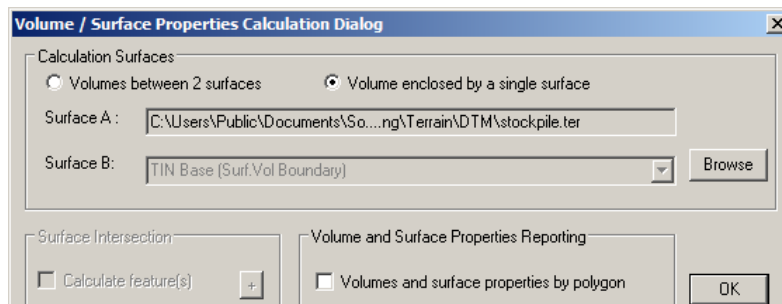 Volume / Surface Properties Calculation Dialog
Calculation Surfaces
Volumes between 2 surfaces Volume enclosed by a single surface
Surface A : C:\Users\Public\Documents\So....ng\Terrain\DTM\stockpile.ter
Surface B: TIN Base (Surf.Vol Boundary) Browse
Surface Intersection Volume and Surface Properties Reporting
Calculate feature(s) + Volumes and surface properties by polygon OK